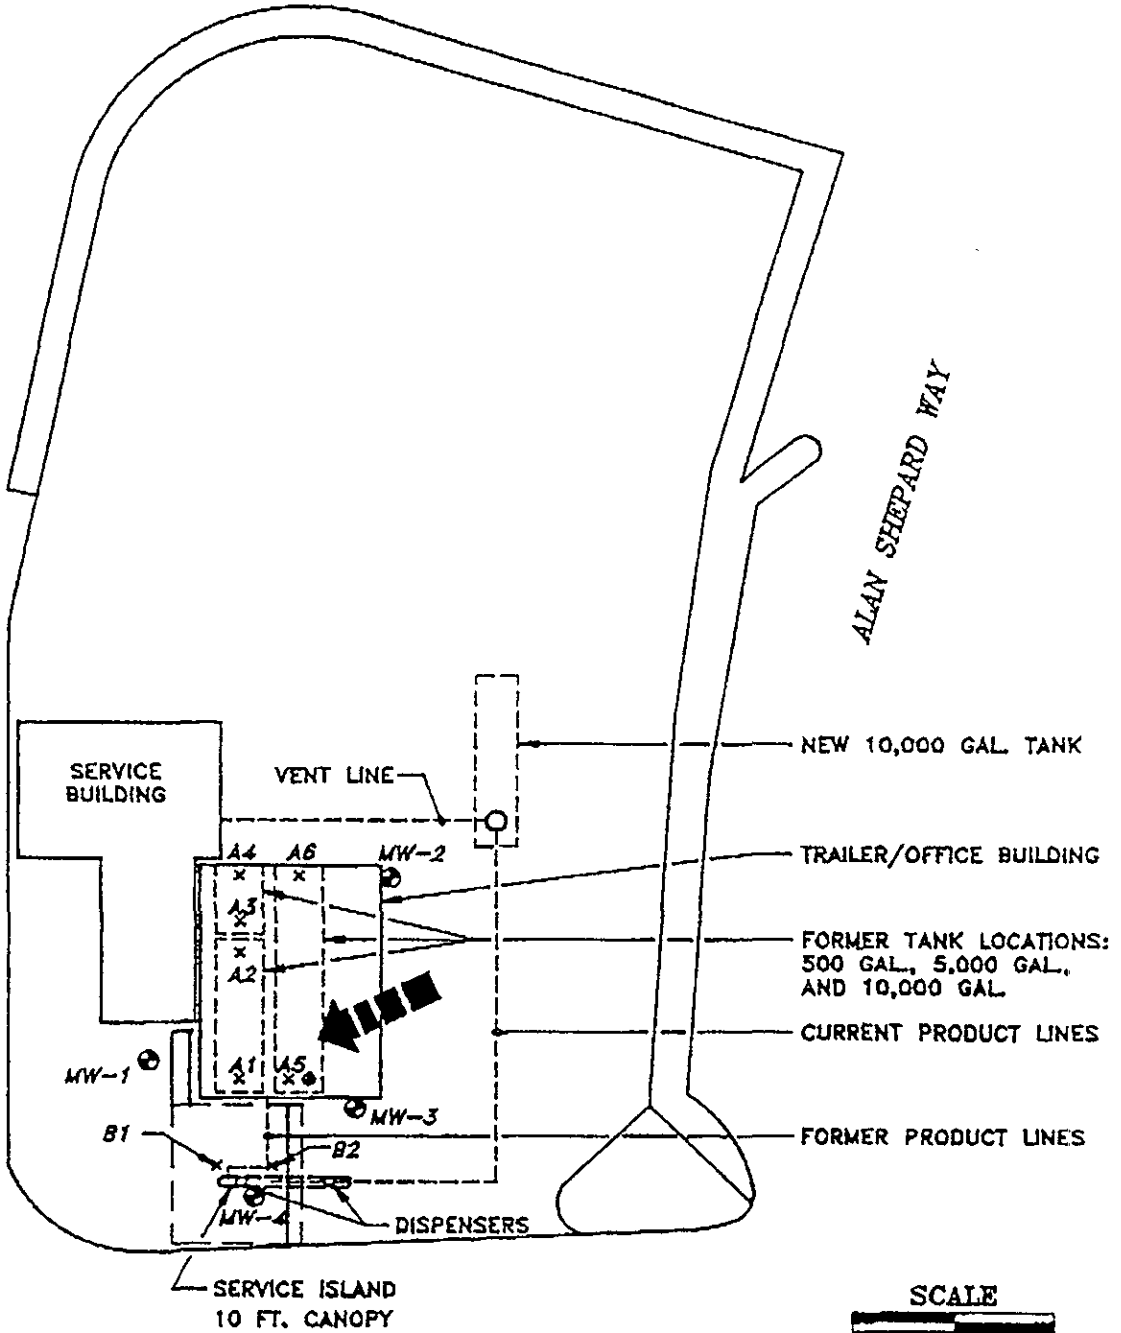 ALAN SHEPARD WAY
NEW 10,000 GAL. TANK
SERVICE
BUILDING
VENT LINE
A4
A6
MW-2
TRAILER/OFFICE BUILDING
A3
FORMER TANK LOCATIONS:
500 GAL., 5,000 GAL.,
AND 10,000 GAL.
A2
CURRENT PRODUCT LINES
MW-1
A1
A5
MW-3
B1
B2
FORMER PRODUCT LINES
MW-4
DISPENSERS
SERVICE ISLAND
10 FT. CANOPY
SCALE